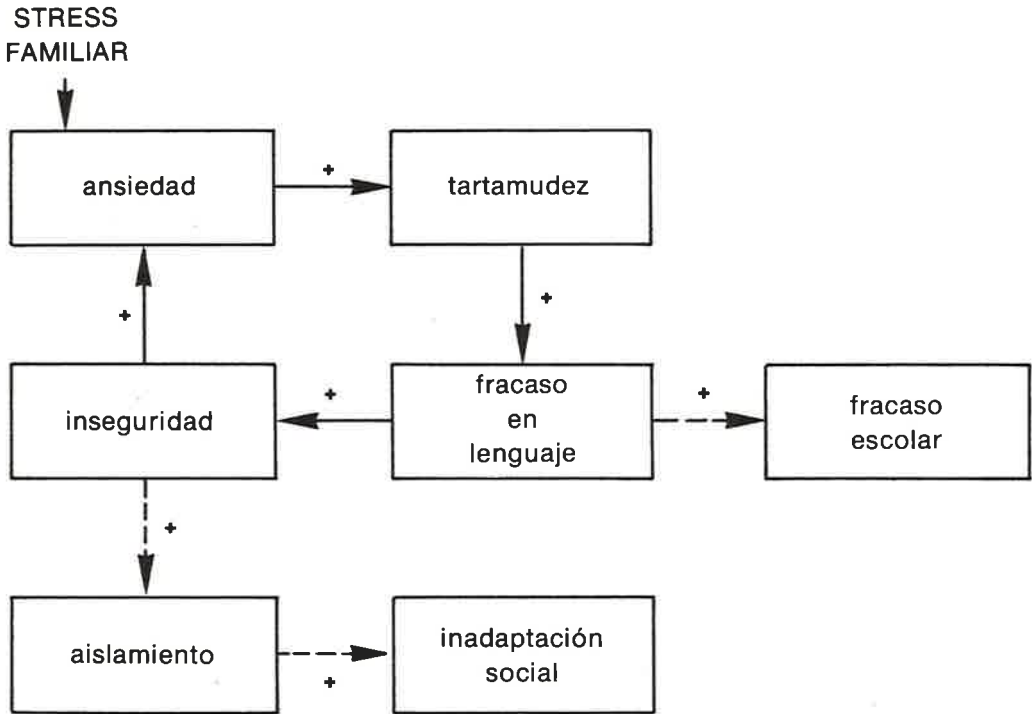 STRESS
FAMILIAR
ansiedad
+
tartamudez
+
+
inseguridad
+
fracaso
en
lenguaje
+
fracaso
escolar
+
aislamiento
+
inadaptación
social